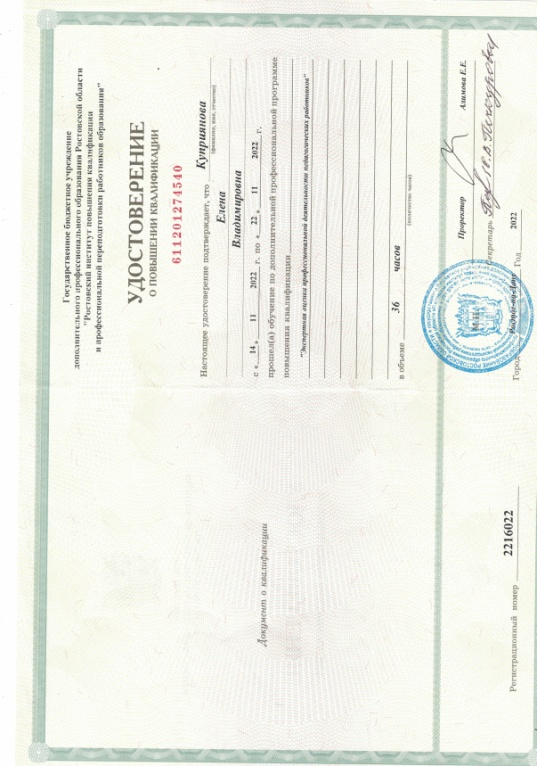 Документ о квалификации
Регистрационный номер 2216022
Государственное бюджетное учреждение
дополнительного профессионального образования Ростовской области
"Ростовский институт повышения квалификации
и профессиональной переподготовки работников образования"
УДОСТОВЕРЕНИЕ
О ПОВЫШЕНИИ КВАЛИФИКАЦИИ
611201274540
Настоящее удостоверение подтверждает, что Куприянова
(фамилия, имя, отчество)
Елена
Владимировна
с « 14 » 11 2022 г. по « 22 » 11 2022 г.
прошел(а) обучение по дополнительной профессиональной программе
повышения квалификации
"Экспертная оценка профессиональной деятельности педагогических работников"
в объеме 36 часов
(количество часов)
Проректор Алимова Е.Е.
Секретарь
Город Ростов-на-Дону Год 2022